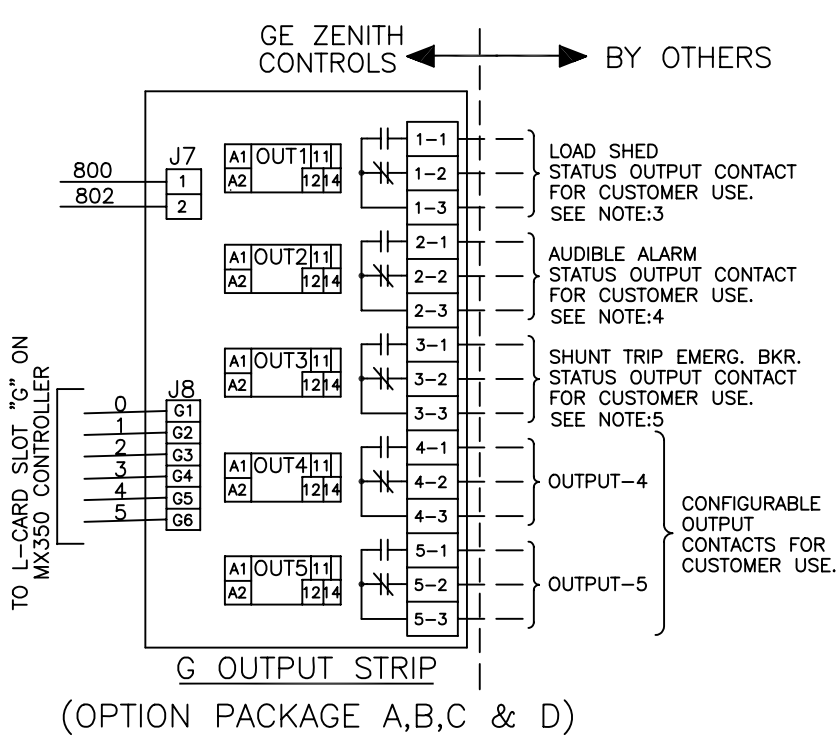 GE ZENITH
CONTROLS
BY OTHERS
J7
800
1
802
2
A1 OUT1 11
A2 12 14
1-1
1-2
1-3
LOAD SHED
STATUS OUTPUT CONTACT
FOR CUSTOMER USE.
SEE NOTE:3
A1 OUT2 11
A2 12 14
2-1
2-2
2-3
AUDIBLE ALARM
STATUS OUTPUT CONTACT
FOR CUSTOMER USE.
SEE NOTE:4
A1 OUT3 11
A2 12 14
3-1
3-2
3-3
SHUNT TRIP EMERG. BKR.
STATUS OUTPUT CONTACT
FOR CUSTOMER USE.
SEE NOTE:5
TO L-CARD SLOT "G" ON
MX350 CONTROLLER
J8
0 G1
1 G2
2 G3
3 G4
4 G5
5 G6
A1 OUT4 11
A2 12 14
4-1
4-2
4-3
OUTPUT-4
A1 OUT5 11
A2 12 14
5-1
5-2
5-3
OUTPUT-5
CONFIGURABLE
OUTPUT
CONTACTS FOR
CUSTOMER USE.
G OUTPUT STRIP
(OPTION PACKAGE A,B,C & D)